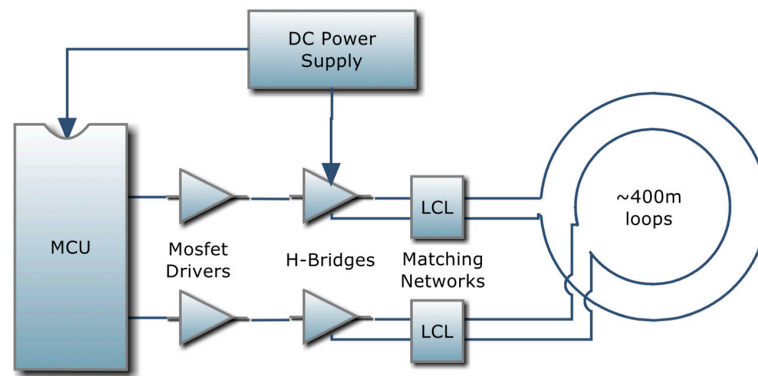 DC Power
Supply
MCU
Mosfet
Drivers
H-Bridges
LCL
Matching
Networks
LCL
~400m
loops